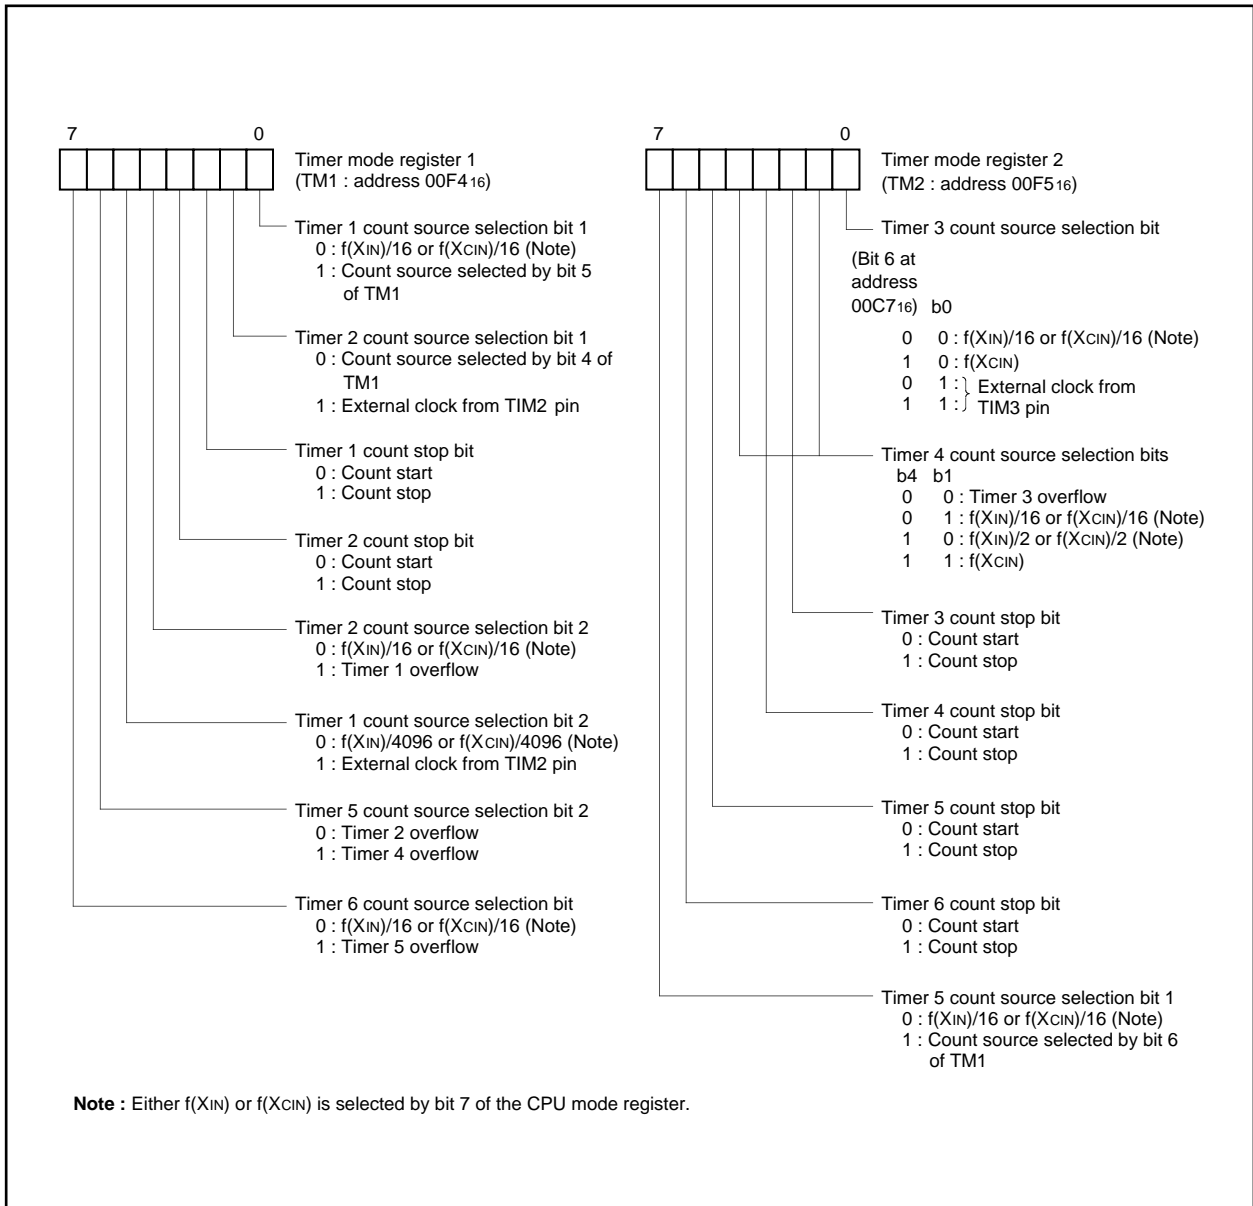 7 0
Timer mode register 1
(TM1 : address 00F416)
Timer 1 count source selection bit 1
0 : f(XIN)/16 or f(XCIN)/16 (Note)
1 : Count source selected by bit 5
of TM1
Timer 2 count source selection bit 1
0 : Count source selected by bit 4 of
TM1
1 : External clock from TIM2 pin
Timer 1 count stop bit
0 : Count start
1 : Count stop
Timer 2 count stop bit
0 : Count start
1 : Count stop
Timer 2 count source selection bit 2
0 : f(XIN)/16 or f(XCIN)/16 (Note)
1 : Timer 1 overflow
Timer 1 count source selection bit 2
0 : f(XIN)/4096 or f(XCIN)/4096 (Note)
1 : External clock from TIM2 pin
Timer 5 count source selection bit 2
0 : Timer 2 overflow
1 : Timer 4 overflow
Timer 6 count source selection bit
0 : f(XIN)/16 or f(XCIN)/16 (Note)
1 : Timer 5 overflow
7 0
Timer mode register 2
(TM2 : address 00F516)
Timer 3 count source selection bit
(Bit 6 at
address
00C716) b0
0 0 : f(XIN)/16 or f(XCIN)/16 (Note)
1 0 : f(XCIN)
0 1 : } External clock from
1 1 : TIM3 pin
Timer 4 count source selection bits
b4 b1
0 0 : Timer 3 overflow
0 1 : f(XIN)/16 or f(XCIN)/16 (Note)
1 0 : f(XIN)/2 or f(XCIN)/2 (Note)
1 1 : f(XCIN)
Timer 3 count stop bit
0 : Count start
1 : Count stop
Timer 4 count stop bit
0 : Count start
1 : Count stop
Timer 5 count stop bit
0 : Count start
1 : Count stop
Timer 6 count stop bit
0 : Count start
1 : Count stop
Timer 5 count source selection bit 1
0 : f(XIN)/16 or f(XCIN)/16 (Note)
1 : Count source selected by bit 6
of TM1
Note : Either f(XIN) or f(XCIN) is selected by bit 7 of the CPU mode register.